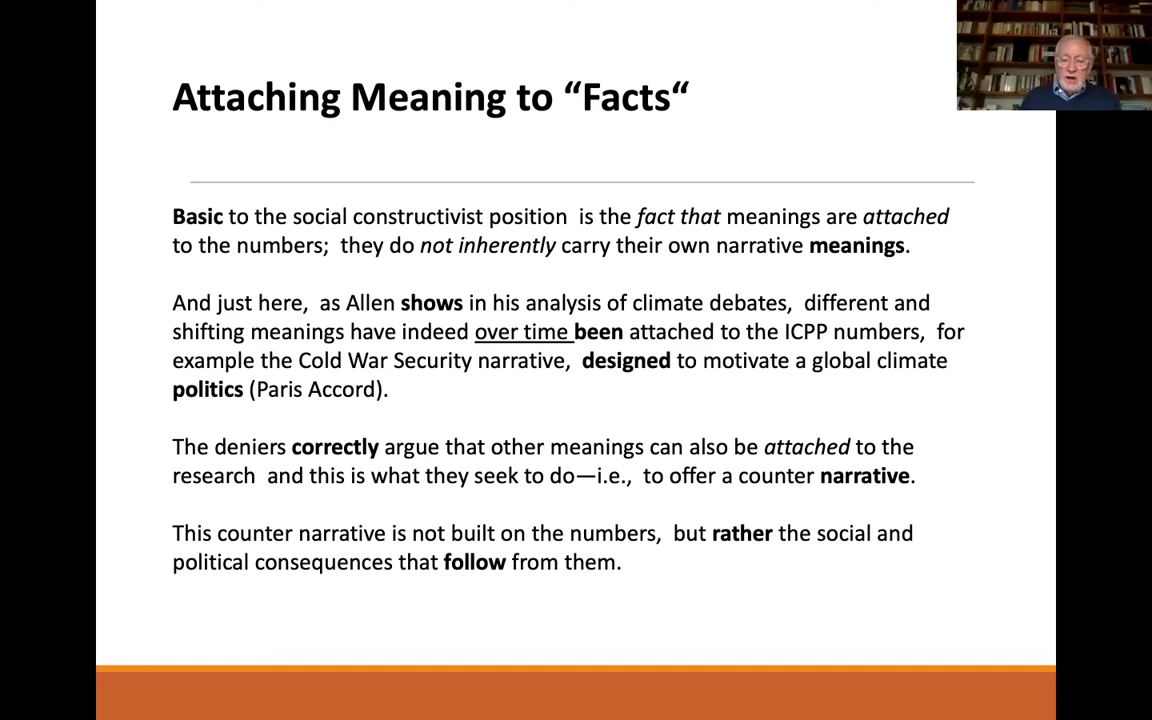 Attaching Meaning to “Facts“
Basic to the social constructivist position is the fact that meanings are attached
to the numbers; they do not inherently carry their own narrative meanings.
And just here, as Allen shows in his analysis of climate debates, different and
shifting meanings have indeed over time been attached to the ICPP numbers, for
example the Cold War Security narrative, designed to motivate a global climate
politics (Paris Accord).
The deniers correctly argue that other meanings can also be attached to the
research and this is what they seek to do—i.e., to offer a counter narrative.
This counter narrative is not built on the numbers, but rather the social and
political consequences that follow from them.